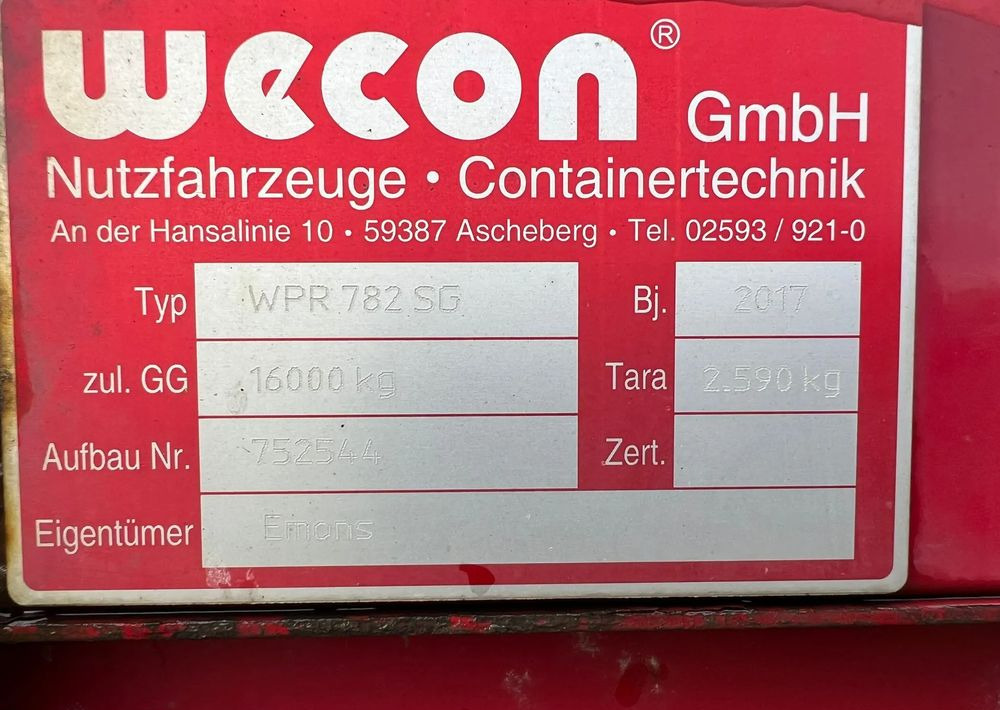 wecon ®
GmbH
Nutzfahrzeuge • Containertechnik
An der Hansalinie 10 • 59387 Ascheberg • Tel. 02593 / 921-0
Typ WPR 782 SG Bj. 2017
zul. GG 16000 kg Tara 2.590 kg
Aufbau Nr. 752544 Zert.
Eigentümer Emons